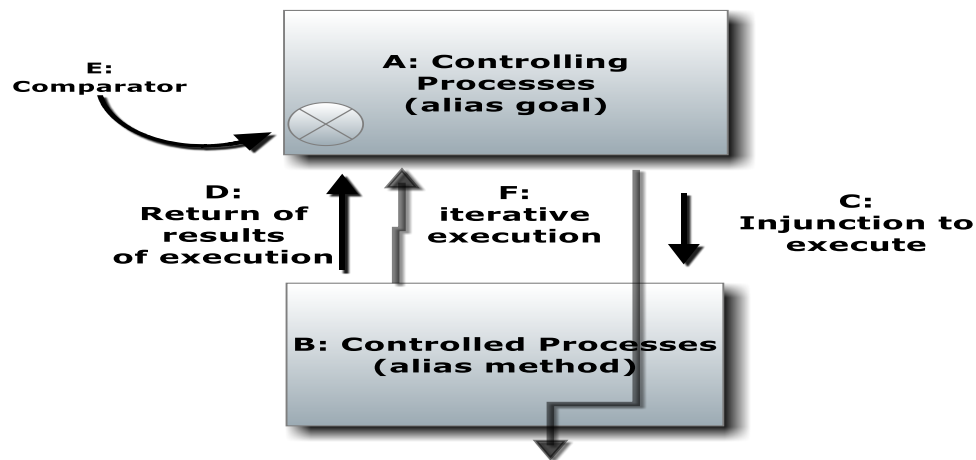 A: Controlling
Processes
(alias goal)
E:
Comparator
D:
Return of
results
of execution
F:
iterative
execution
C:
Injunction to
execute
B: Controlled Processes
(alias method)